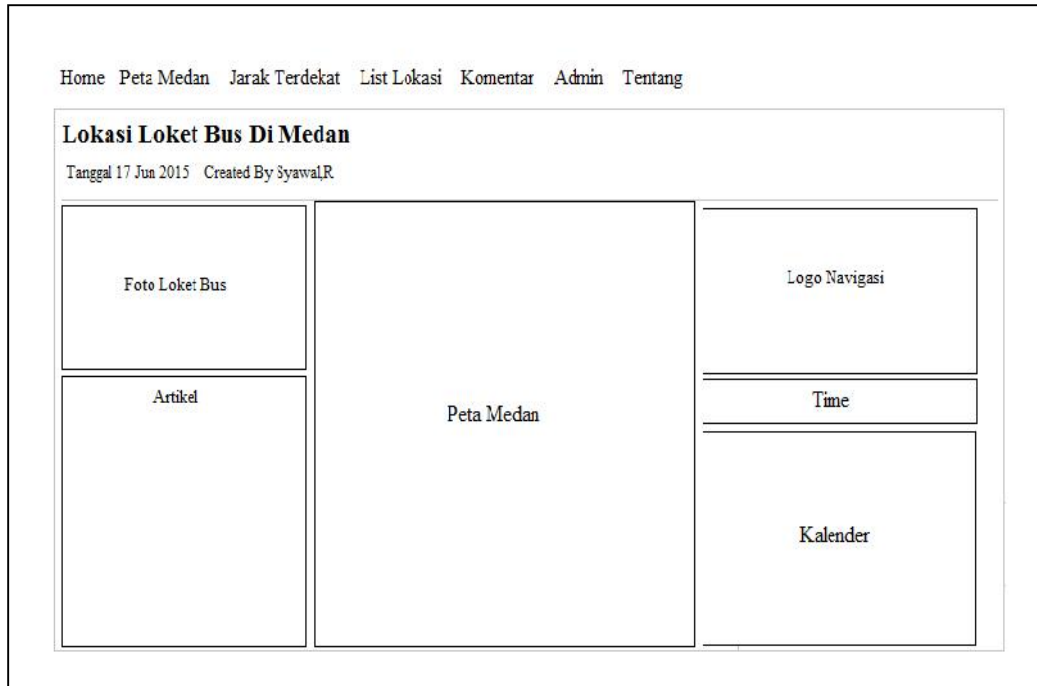 Home Peta Medan Jarak Terdekat List Lokasi Komentar Admin Tentang
Lokasi Loket Bus Di Medan
Tanggal 17 Jun 2015 Created By Syawal,R
Foto Loket Bus
Artikel
Peta Medan
Logo Navigasi
Time
Kalender